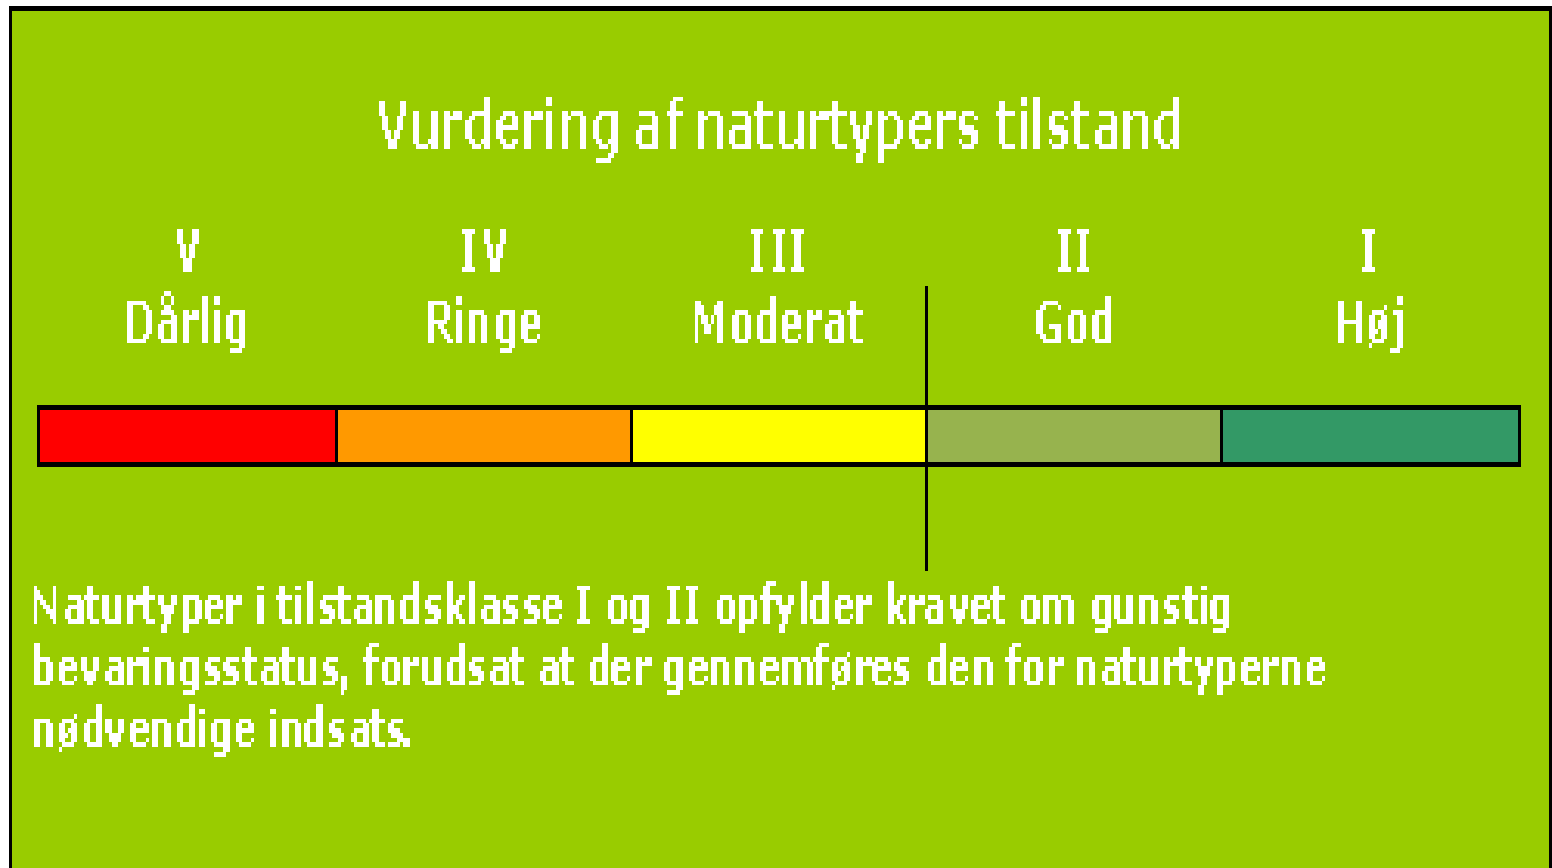 Vurdering af naturtypers tilstand
V IV III II I
Dårlig Ringe Moderat God Høj
Naturtyper i tilstandsklasse I og II opfylder kravet om gunstig
bevaringsstatus, forudsat at der gennemføres den for naturtyperne
nødvendige indsats.